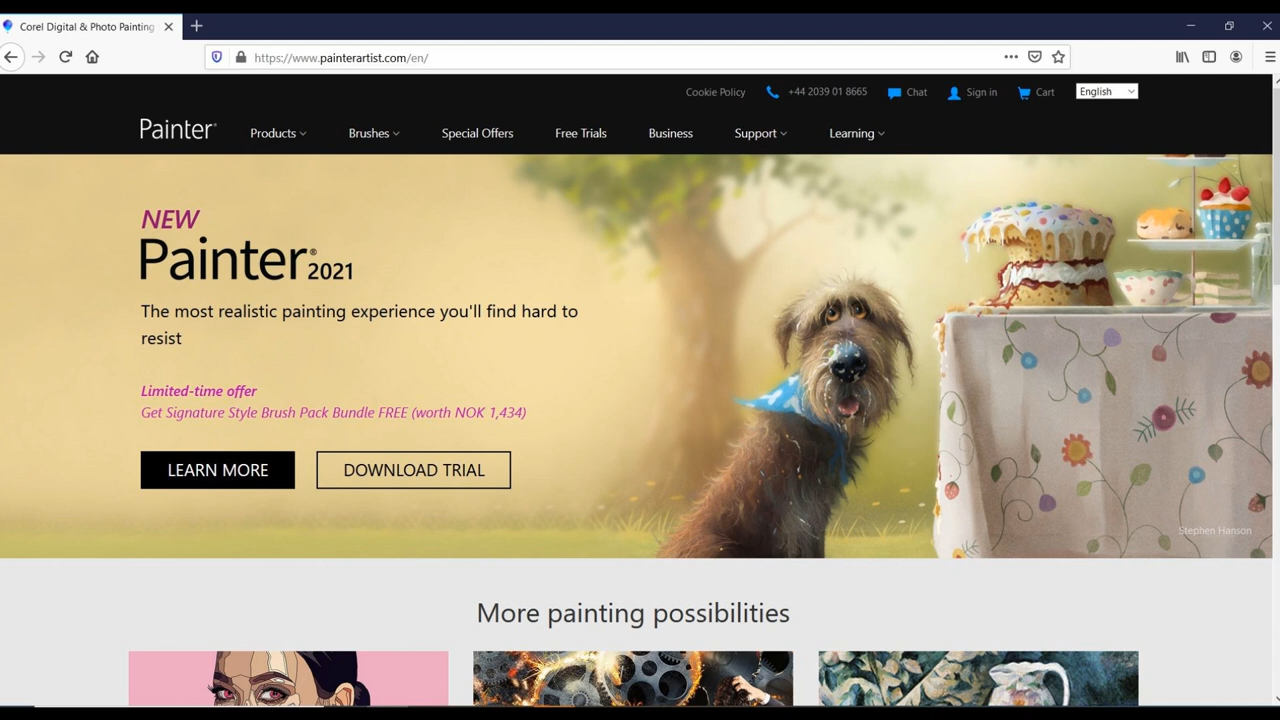 Corel Digital & Photo Painting
https://www.painterartist.com/en/
Cookie Policy
+44 2039 01 8665
Chat
Sign in
Cart
English
Painter®
Products
Brushes
Special Offers
Free Trials
Business
Support
Learning
NEW
Painter® 2021
The most realistic painting experience you'll find hard to
resist
Limited-time offer
Get Signature Style Brush Pack Bundle FREE (worth NOK 1,434)
LEARN MORE
DOWNLOAD TRIAL
Stephen Hanson
More painting possibilities